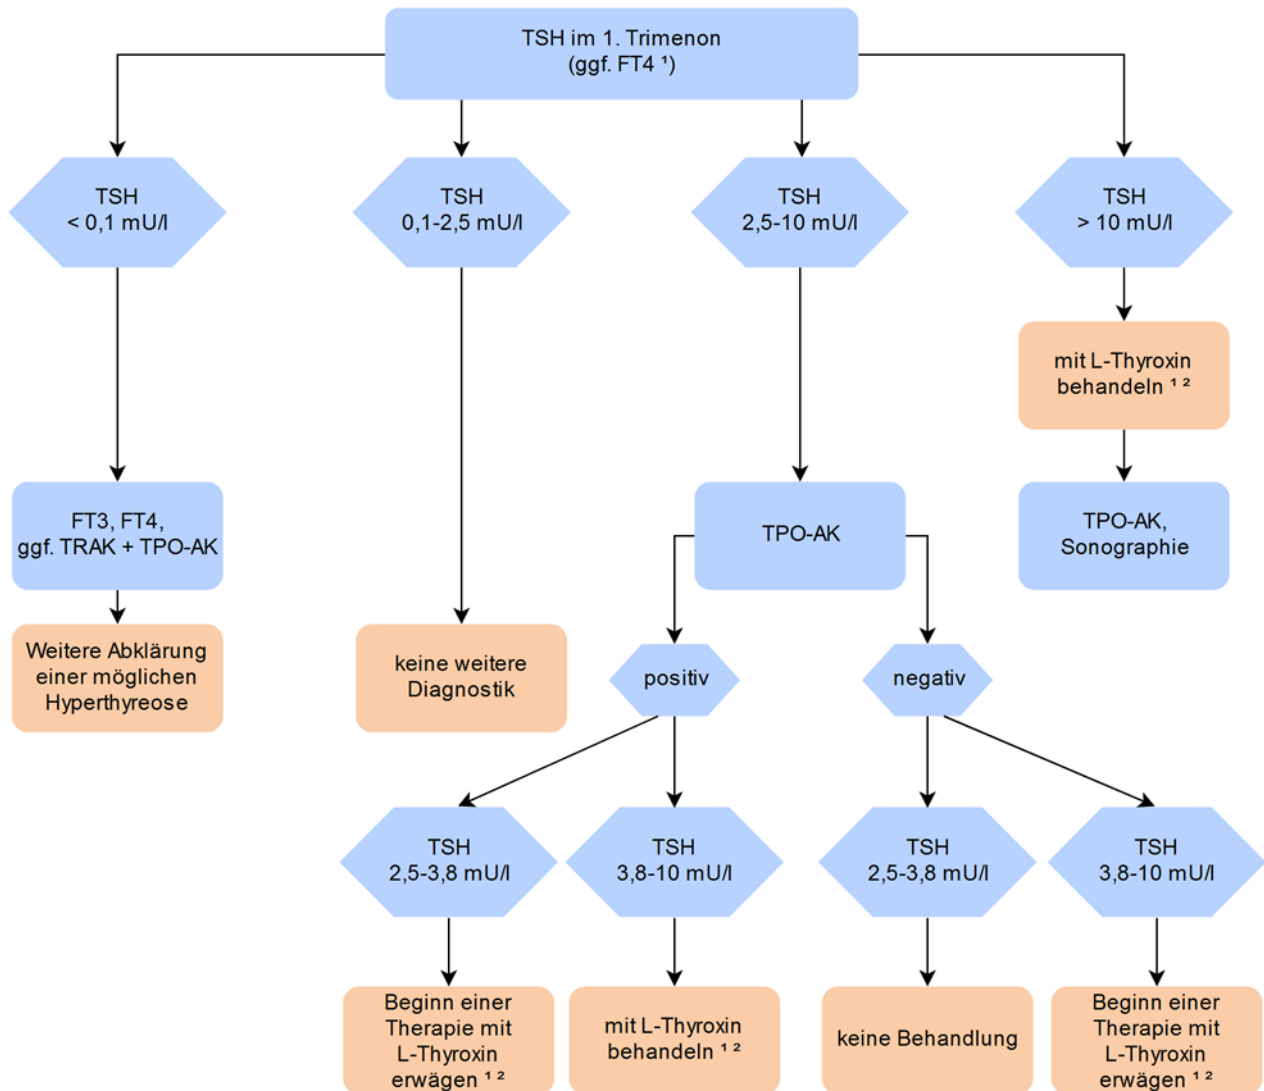 TSH im 1. Trimenon
(ggf. FT4 ¹)
TSH
< 0,1 mU/l
TSH
0,1-2,5 mU/l
TSH
2,5-10 mU/l
TSH
> 10 mU/l
mit L-Thyroxin
behandeln ¹ ²
FT3, FT4,
ggf. TRAK + TPO-AK
TPO-AK
TPO-AK,
Sonographie
Weitere Abklärung
einer möglichen
Hyperthyreose
keine weitere
Diagnostik
positiv
negativ
TSH
2,5-3,8 mU/l
TSH
3,8-10 mU/l
TSH
2,5-3,8 mU/l
TSH
3,8-10 mU/l
Beginn einer
Therapie mit
L-Thyroxin
erwägen ¹ ²
mit L-Thyroxin
behandeln ¹ ²
keine Behandlung
Beginn einer
Therapie mit
L-Thyroxin
erwägen ¹ ²